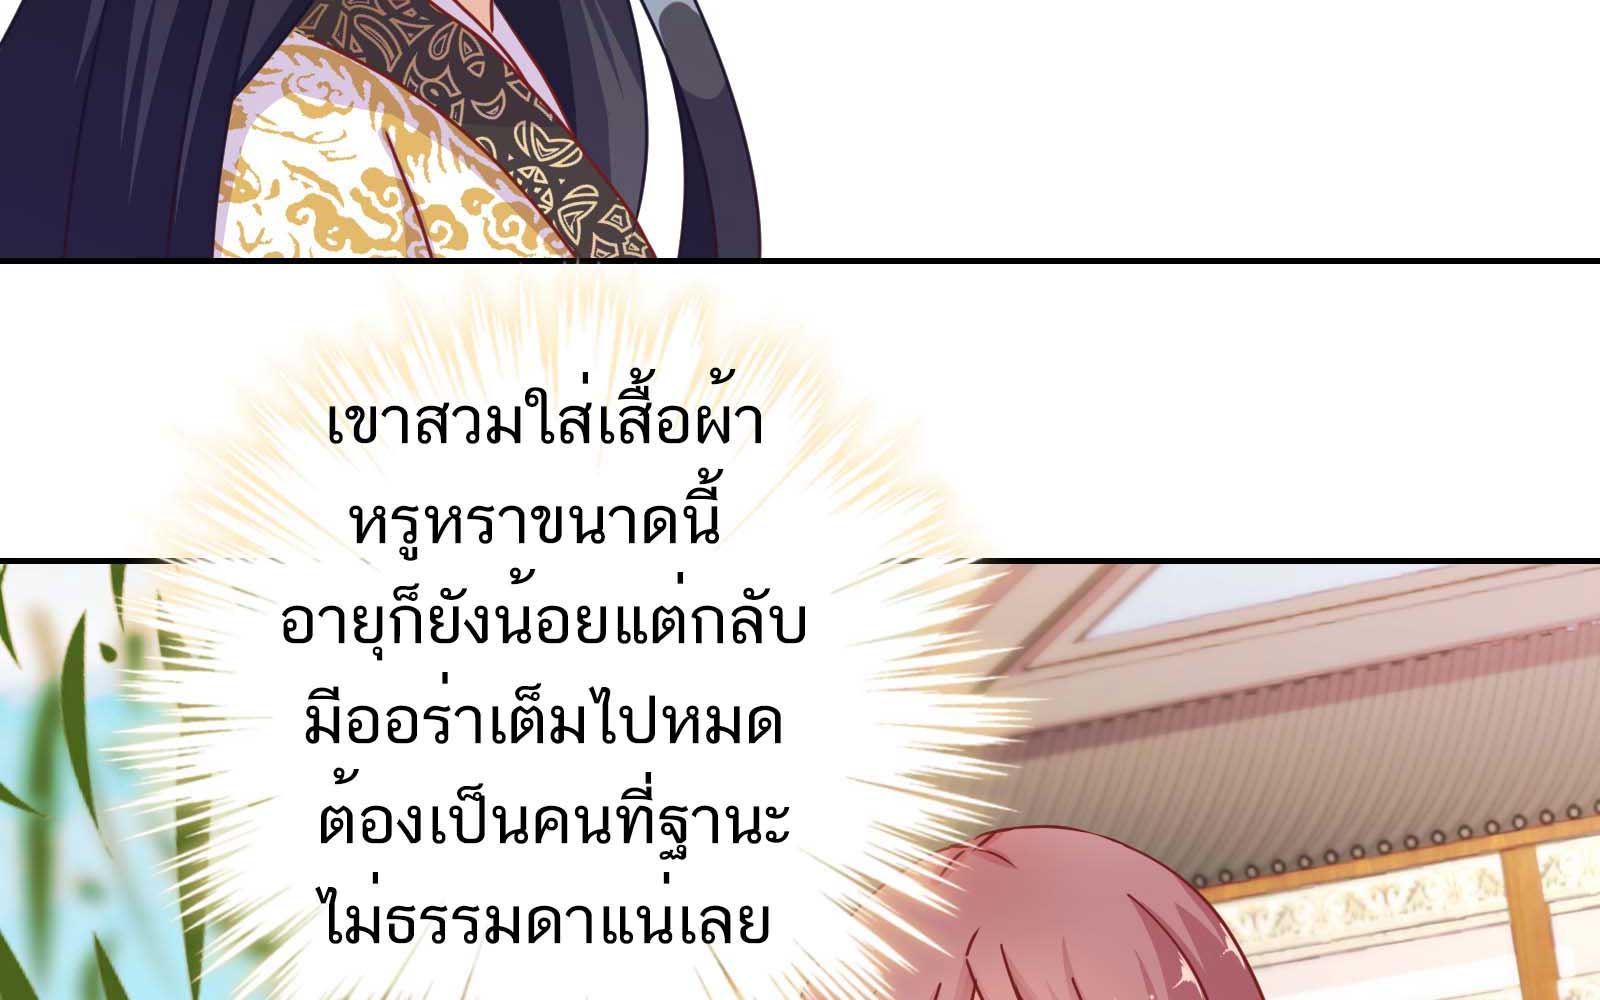 เขาสวมใส่เสื้อผ้า
หรูหราขนาดนี้
อายุก็ยังน้อยแต่กลับ
มีออร่าเต็มไปหมด
ต้องเป็นคนที่ฐานะ
ไม่ธรรมดาแน่เลย